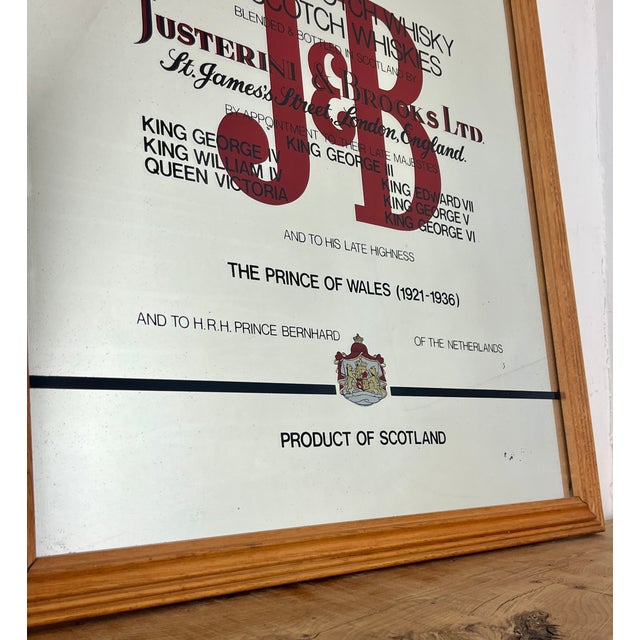 SCOTCH WHISKY
SCOTCH WHISKIES
BLENDED & BOTTLED IN SCOTLAND BY
J&B
JUSTERINI & BROOKS LTD.
St. James's Street, London, England.
BY APPOINTMENT TO THEIR LATE MAJESTIES
KING GEORGE III
KING GEORGE IV
KING WILLIAM IV
QUEEN VICTORIA
KING EDWARD VII
KING GEORGE V
KING GEORGE VI
AND TO HIS LATE HIGHNESS
THE PRINCE OF WALES (1921-1936)
AND TO H.R.H. PRINCE BERNHARD OF THE NETHERLANDS
PRODUCT OF SCOTLAND